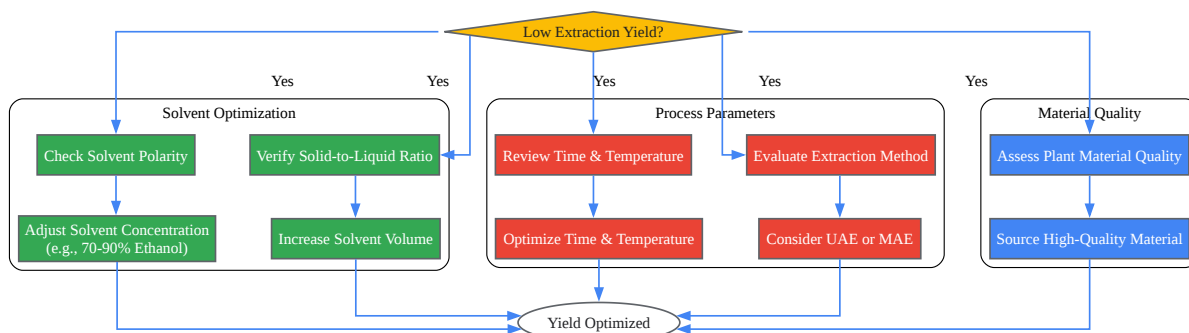 Low Extraction Yield?
Yes
Yes
Yes
Yes
Yes
Solvent Optimization
Process Parameters
Material Quality
Check Solvent Polarity
Verify Solid-to-Liquid Ratio
Review Time & Temperature
Evaluate Extraction Method
Assess Plant Material Quality
Adjust Solvent Concentration
(e.g., 70-90% Ethanol)
Increase Solvent Volume
Optimize Time & Temperature
Consider UAE or MAE
Source High-Quality Material
Yield Optimized